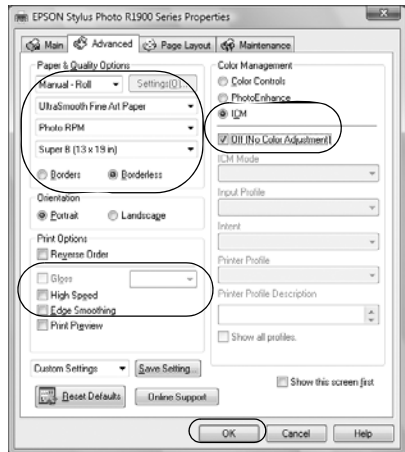 EPSON Stylus Photo R1900 Series Properties
Main Advanced Page Layout Maintenance
Paper & Quality Options
Manual - Roll Settings(O)...
UltraSmooth Fine Art Paper
Photo RPM
Super B (13 x 19 in)
Borders Borderless
Orientation
Portrait Landscape
Print Options
Reverse Order
Gloss
High Speed
Edge Smoothing
Print Preview
Color Management
Color Controls
PhotoEnhance
ICM
Off (No Color Adjustment)
ICM Mode
Input Profile
Intent
Printer Profile
Printer Profile Description
Show all profiles.
Custom Settings Save Setting...
Show this screen first
Reset Defaults Online Support
OK Cancel Help